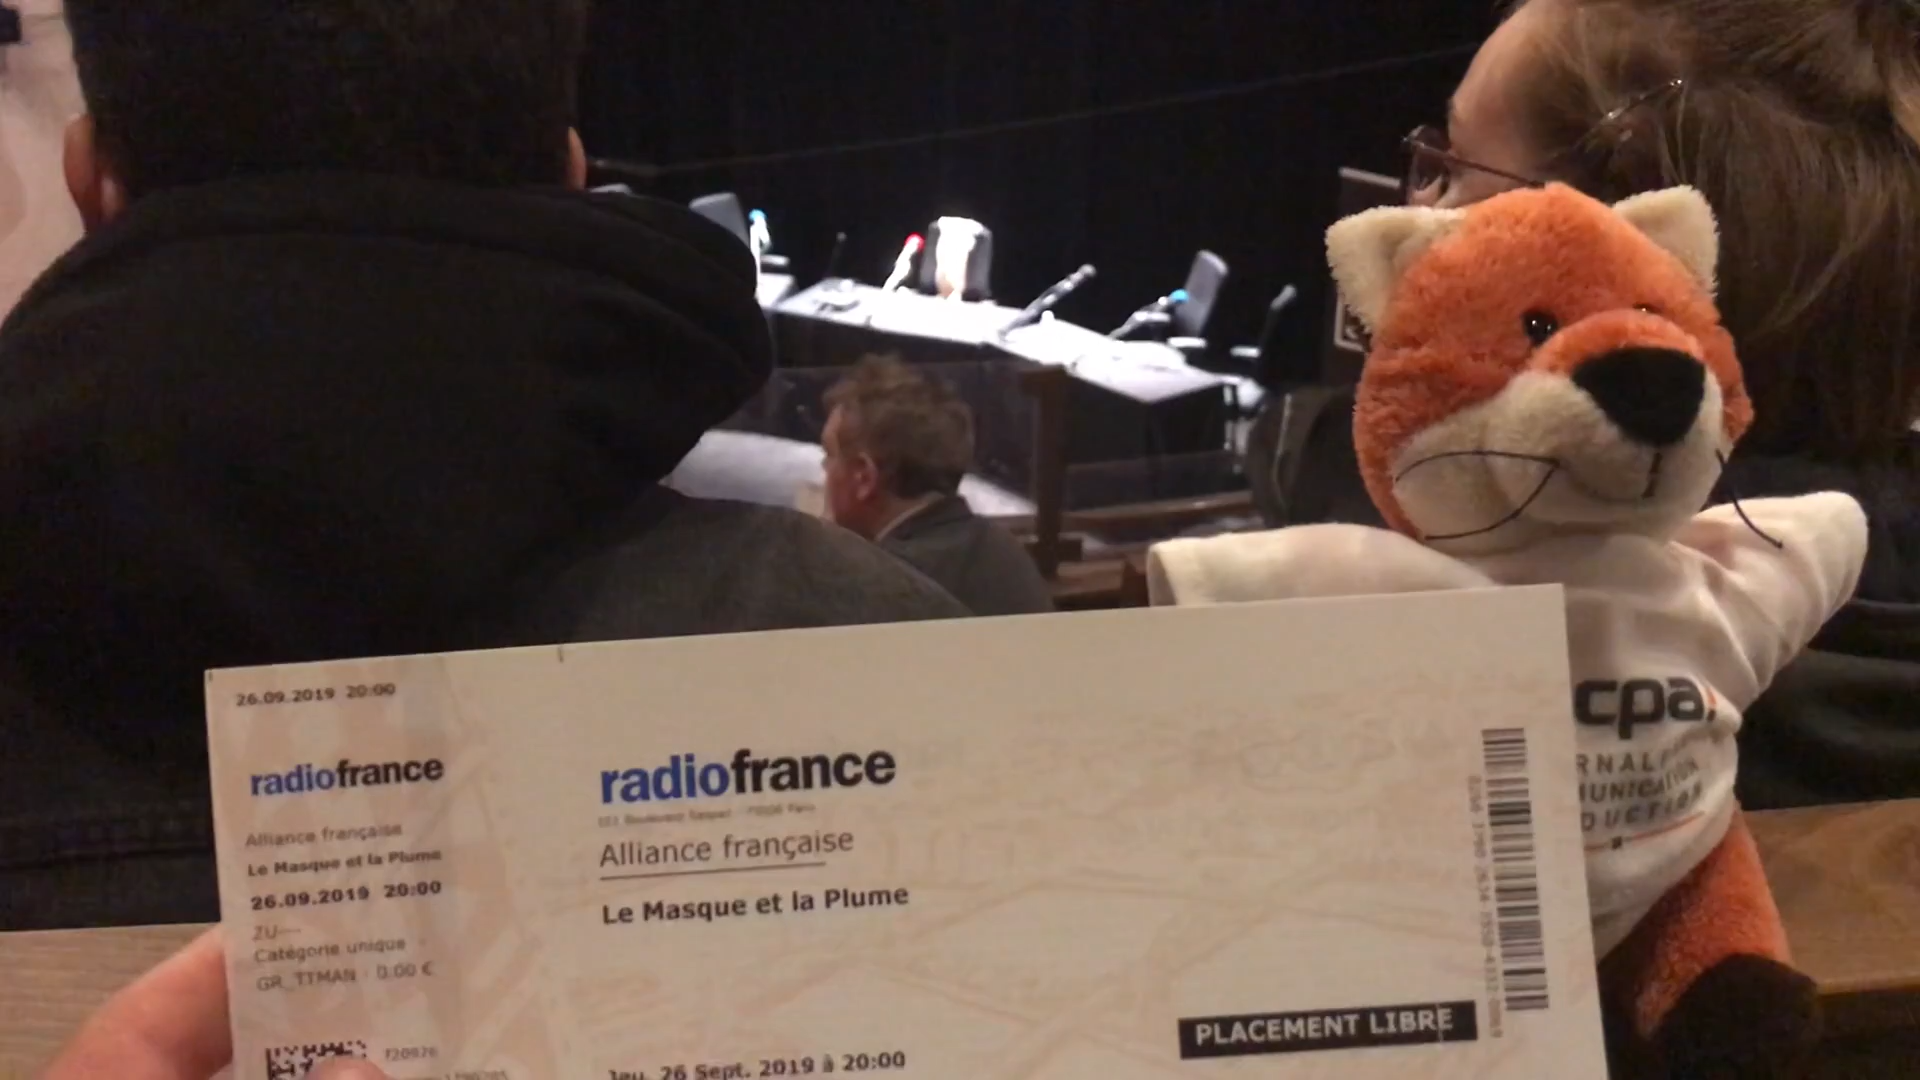 26.09.2019 20:00
radiofrance
Alliance française
Le Masque et la Plume
26.09.2019 20:00
ZU---
Catégorie unique
GR_TTMAN : 0.00 €
radiofrance
Alliance française
Le Masque et la Plume
Jeu. 26 Sept. 2019 à 20:00
PLACEMENT LIBRE
cpa